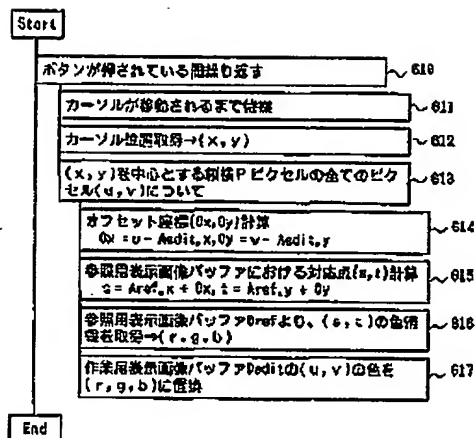 Start
ボタンが押されている間繰り返す
610
カーソルが移動されるまで待機
611
カーソル位置取得→(x,y)
612
(x,y)を中心とする縦横Pピクセルの全てのピ
クセル(u,v)について
613
オフセット座標(Ox,Oy)計算
Ox =u- Aedit.x,Oy =v- Aedit.y
614
参照用表示画像バッファにおける対応点(s,t)計算
s= Aref.x + Ox,t= Aref.y + Oy
615
参照用表示画像バッファDrefより、(s,t)の色情
報を取得→(r,g,b)
616
作業用表示画像バッファDeditの(u,v)の色を
(r,g,b)に置換
617
End